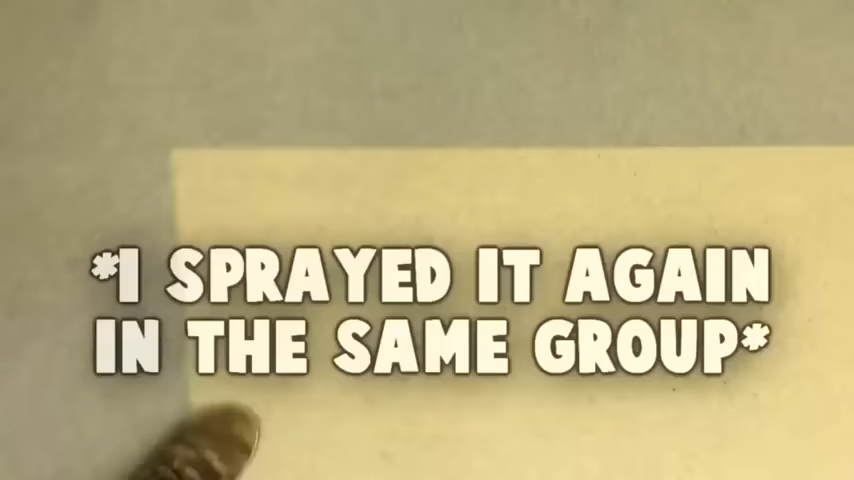 *I SPRAYED IT AGAIN
IN THE SAME GROUP*